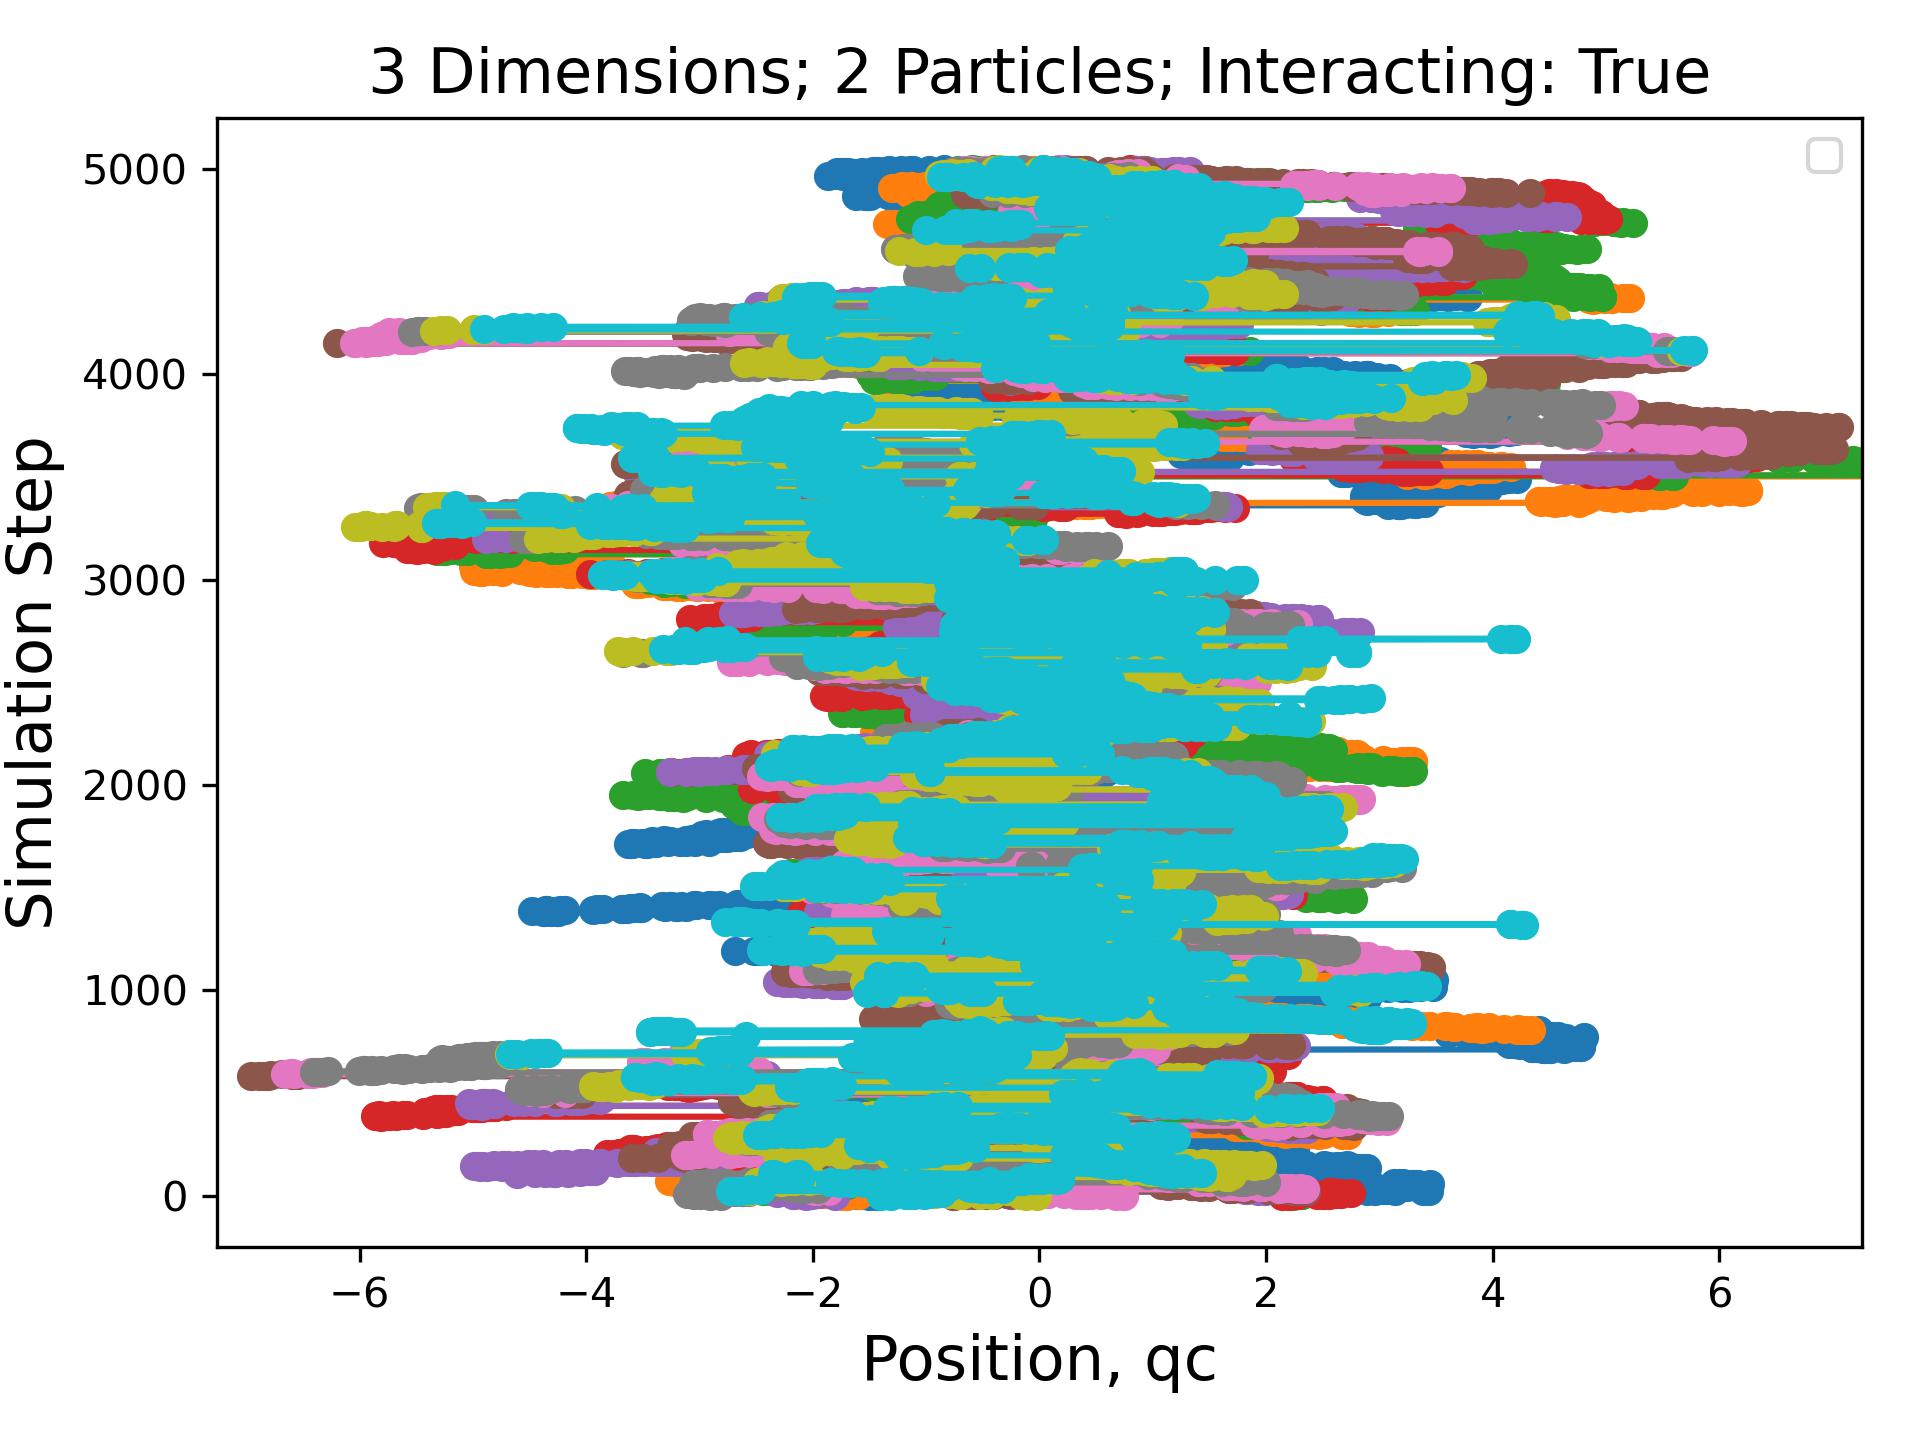 3 Dimensions; 2 Particles; Interacting: True
Simulation Step
5000
4000
3000
2000
1000
0
−6 −4 −2 0 2 4 6
Position, qc